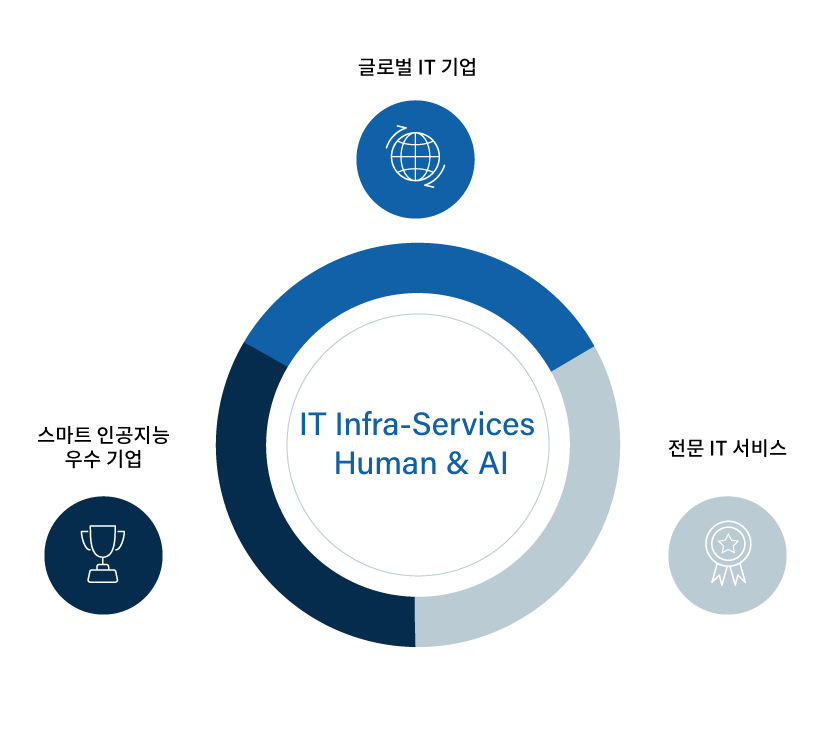 글로벌 IT 기업
IT Infra-Services
Human & AI
스마트 인공지능
우수 기업
전문 IT 서비스